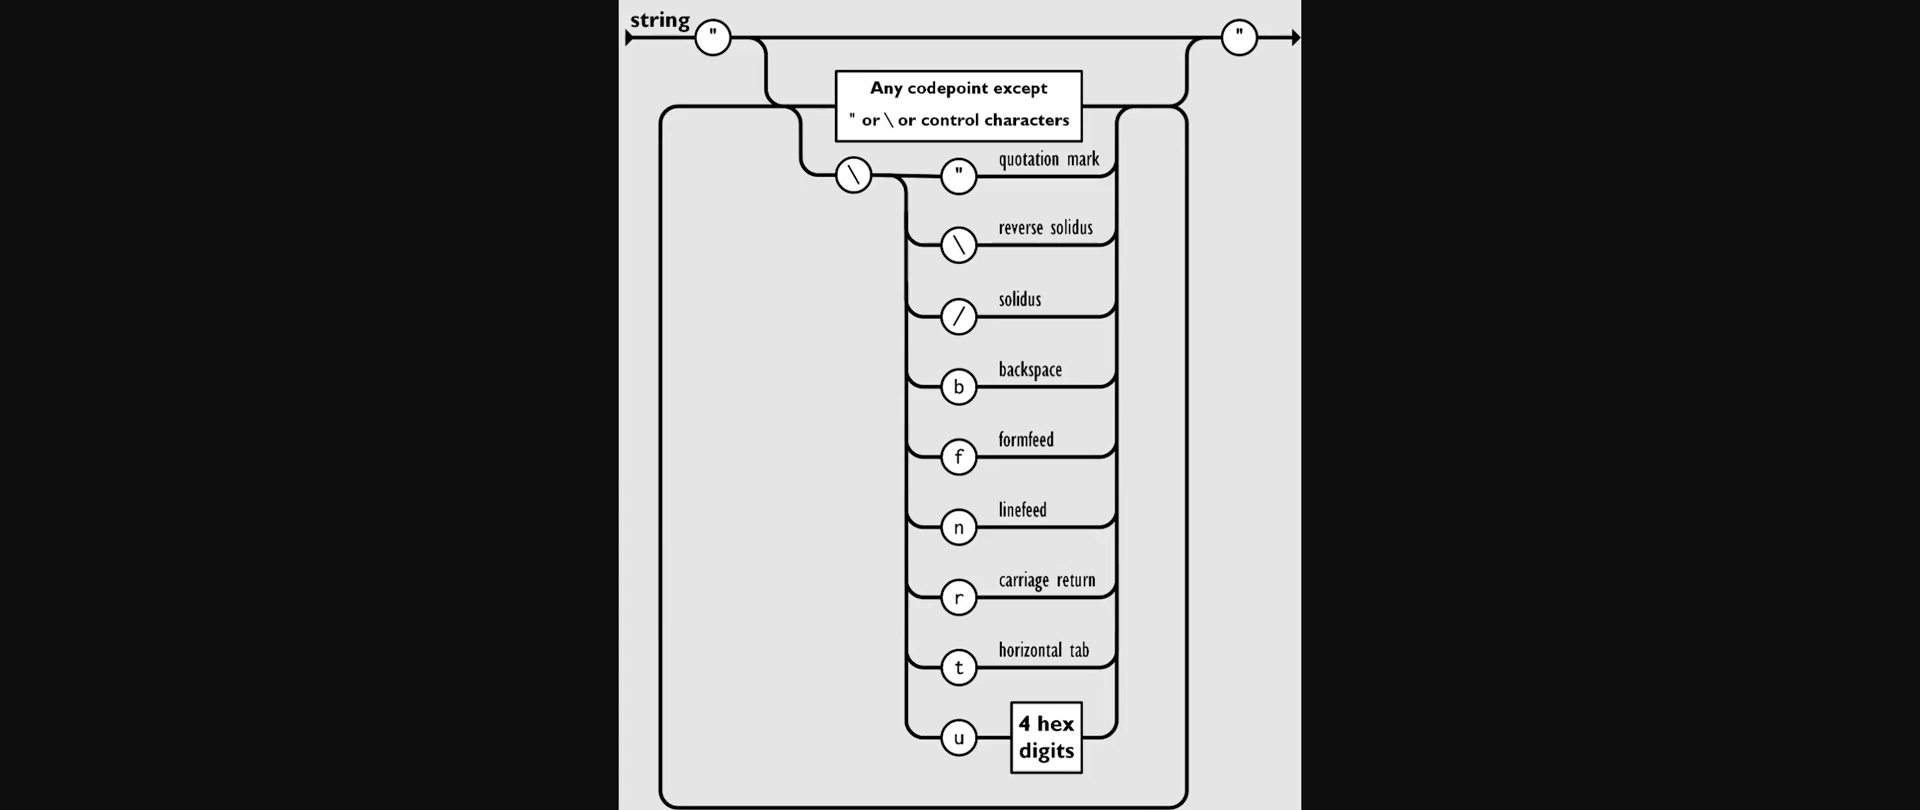 string
" "
Any codepoint except
" or \ or control characters
\ " quotation mark
\ reverse solidus
/ solidus
b backspace
f formfeed
n linefeed
r carriage return
t horizontal tab
u 4 hex
digits